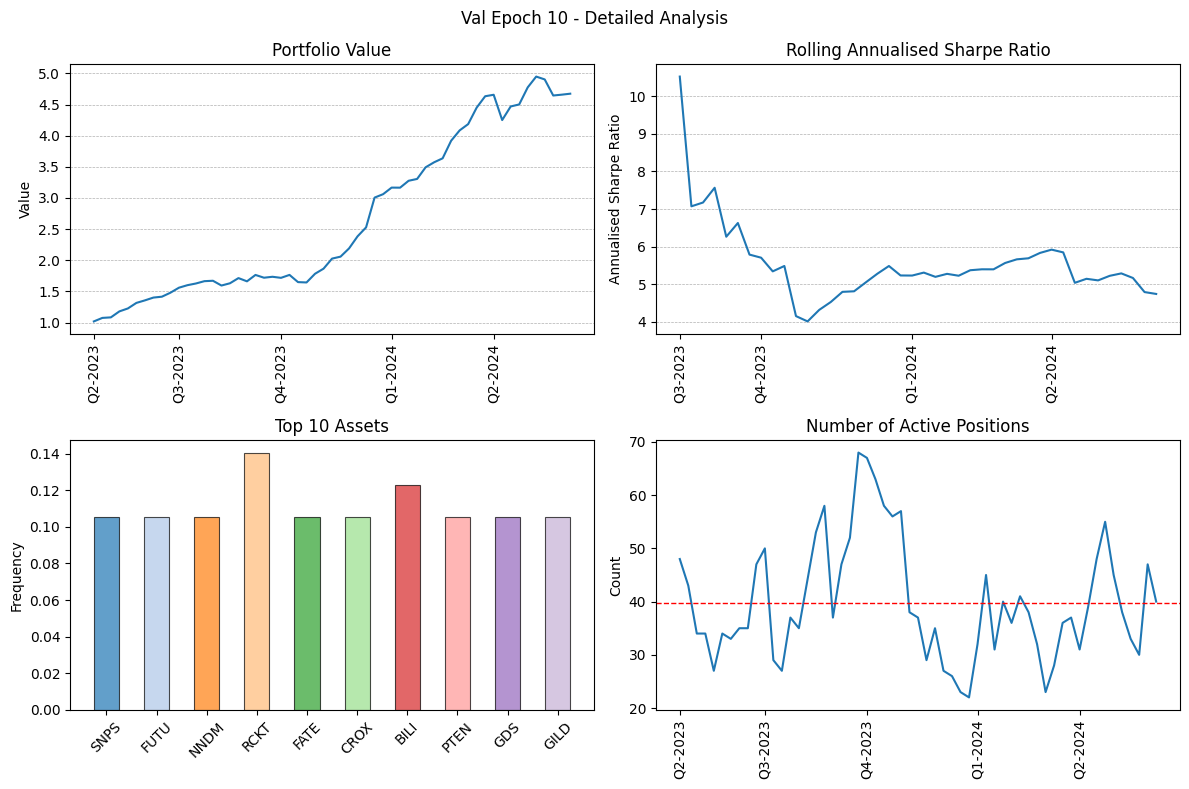 Val Epoch 10 - Detailed Analysis
Portfolio Value
Value
5.0
4.5
4.0
3.5
3.0
2.5
2.0
1.5
1.0
Q2-2023
Q3-2023
Q4-2023
Q1-2024
Q2-2024
Rolling Annualised Sharpe Ratio
Annualised Sharpe Ratio
10
9
8
7
6
5
4
Q3-2023
Q4-2023
Q1-2024
Q2-2024
Top 10 Assets
Frequency
0.14
0.12
0.10
0.08
0.06
0.04
0.02
0.00
SNPS
FUTU
NNDM
RCKT
FATE
CROX
BILI
PTEN
GDS
GILD
Number of Active Positions
Count
70
60
50
40
30
20
Q2-2023
Q3-2023
Q4-2023
Q1-2024
Q2-2024